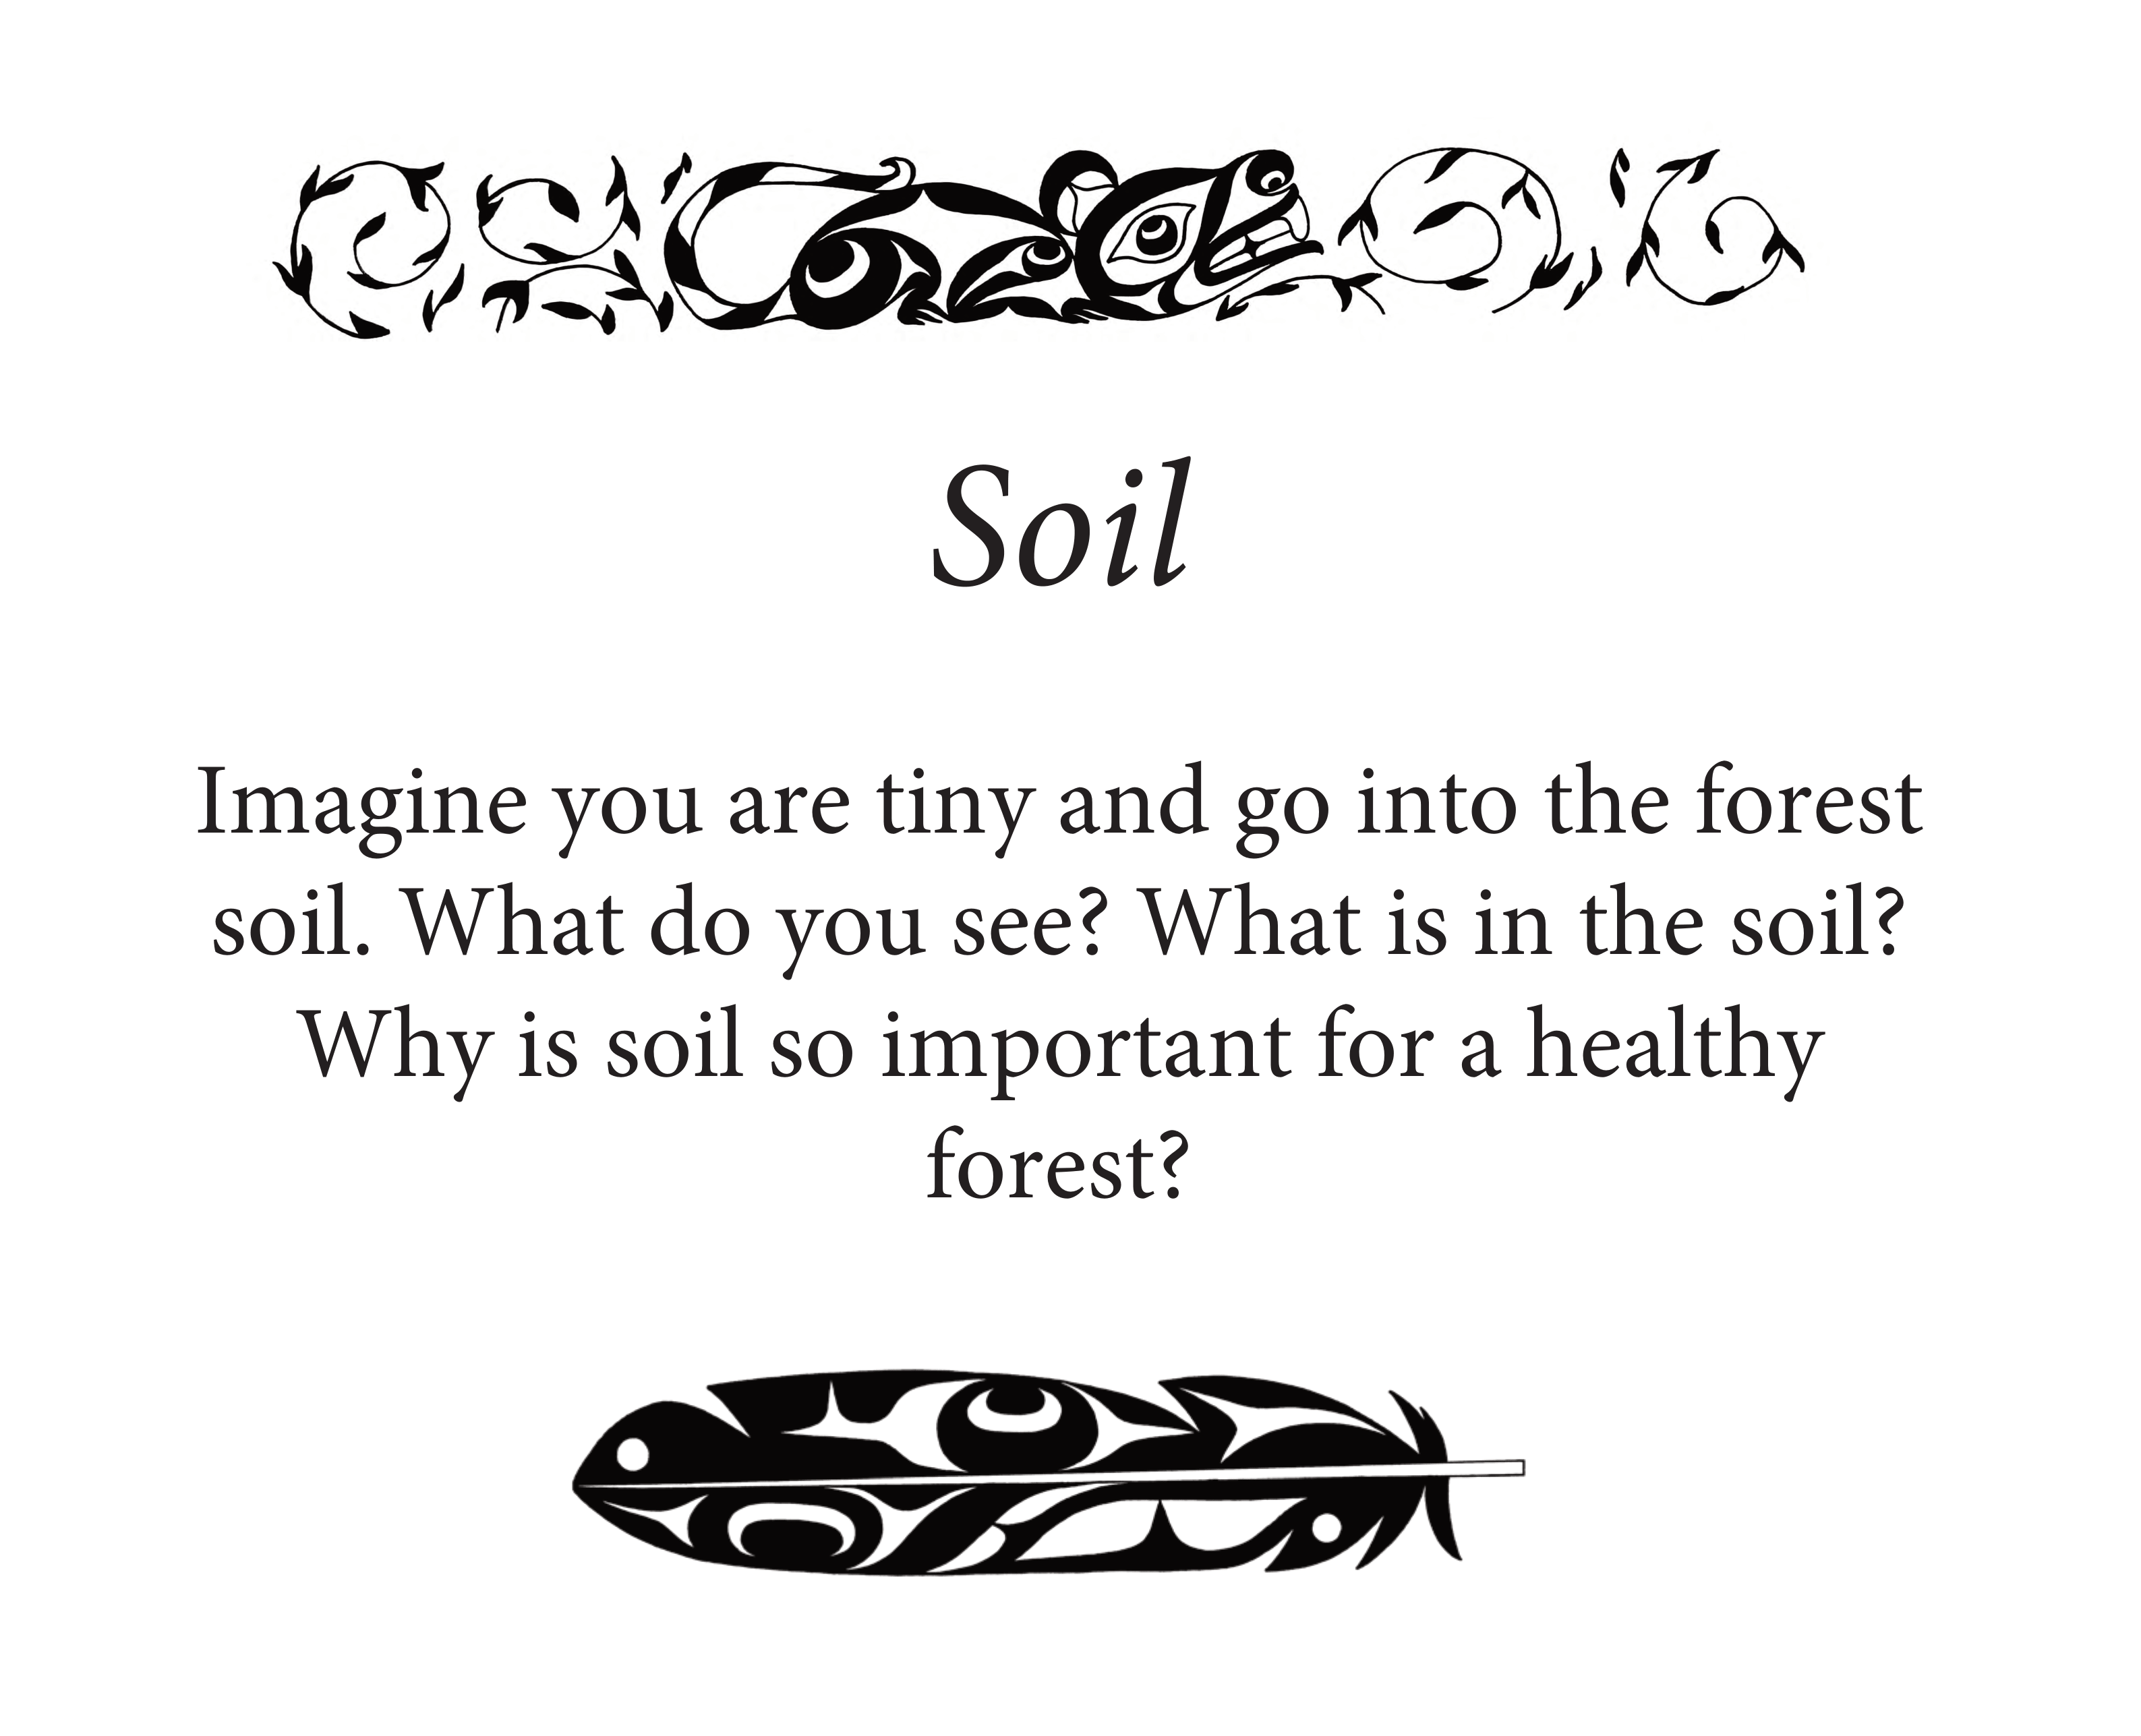 Soil
Imagine you are tiny and go into the forest
soil. What do you see? What is in the soil?
Why is soil so important for a healthy
forest?